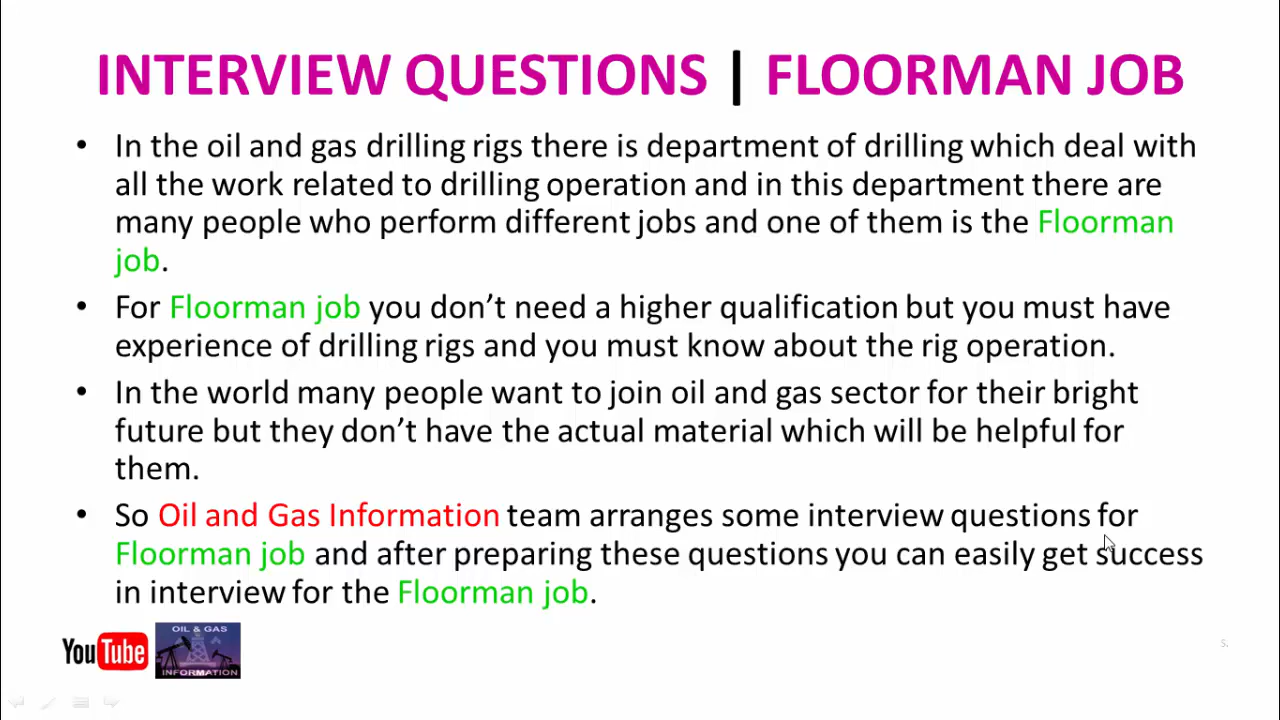 INTERVIEW QUESTIONS | FLOORMAN JOB
• In the oil and gas drilling rigs there is department of drilling which deal with
all the work related to drilling operation and in this department there are
many people who perform different jobs and one of them is the Floorman
job.
• For Floorman job you don’t need a higher qualification but you must have
experience of drilling rigs and you must know about the rig operation.
• In the world many people want to join oil and gas sector for their bright
future but they don’t have the actual material which will be helpful for
them.
• So Oil and Gas Information team arranges some interview questions for
Floorman job and after preparing these questions you can easily get success
in interview for the Floorman job.
YouTube
OIL & GAS
INFORMATION